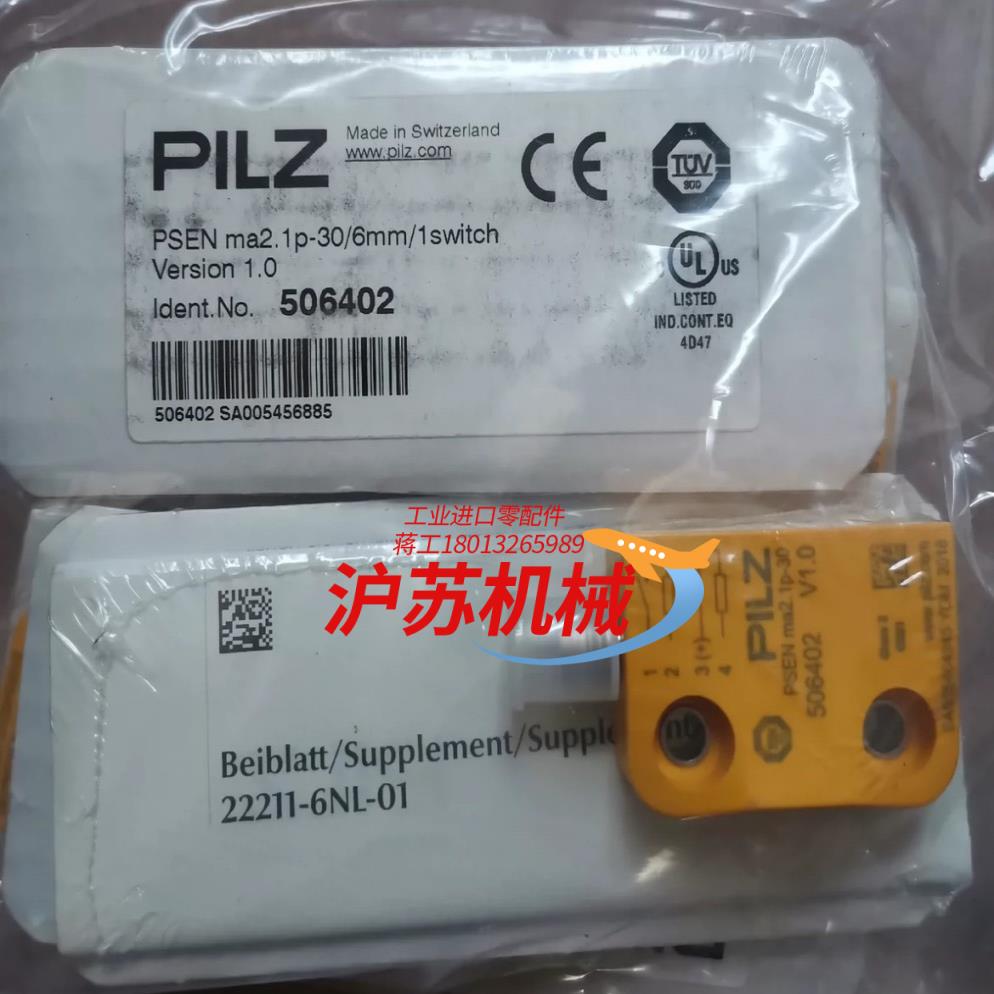 PILZ
Made in Switzerland
www.pilz.com
CE
TÜV
SÜD
PSEN ma2.1p-30/6mm/1switch
Version 1.0
Ident.No. 506402
UL US
LISTED
IND.CONT.EQ
4D47
506402 SA005456885
工业进口零配件
蒋工18013265989
沪苏机械
Beiblatt/Supplement/Supple
22211-6NL-01
1
2
3 (+)
4
PILZ
PSEN ma2.1p-30
506402 V1.0